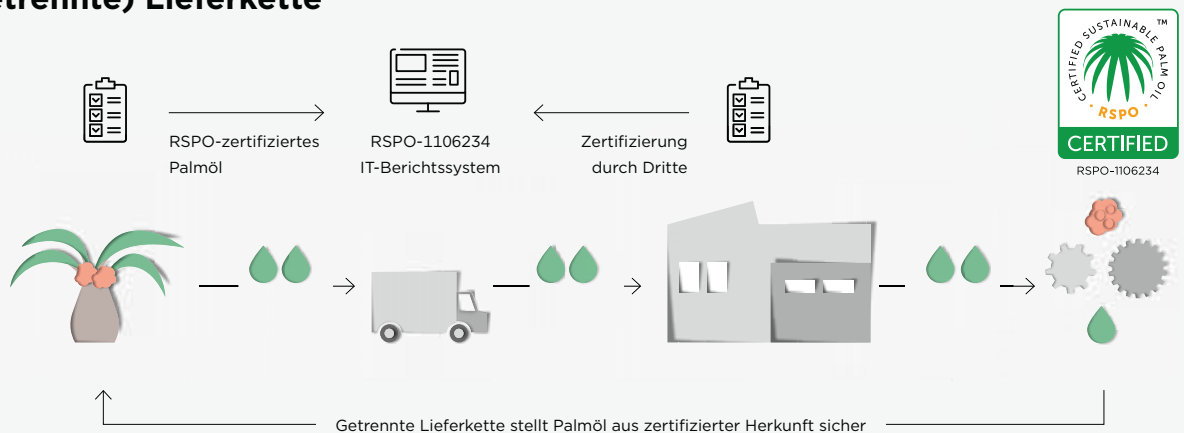 etrennte) Lieferkette
CERTIFIED SUSTAINABLE PALM OIL
TM
RSPO
CERTIFIED
RSPO-1106234
RSPO-zertifiziertes
Palmöl
RSPO-1106234
IT-Berichtssystem
Zertifizierung
durch Dritte
Getrennte Lieferkette stellt Palmöl aus zertifizierter Herkunft sicher